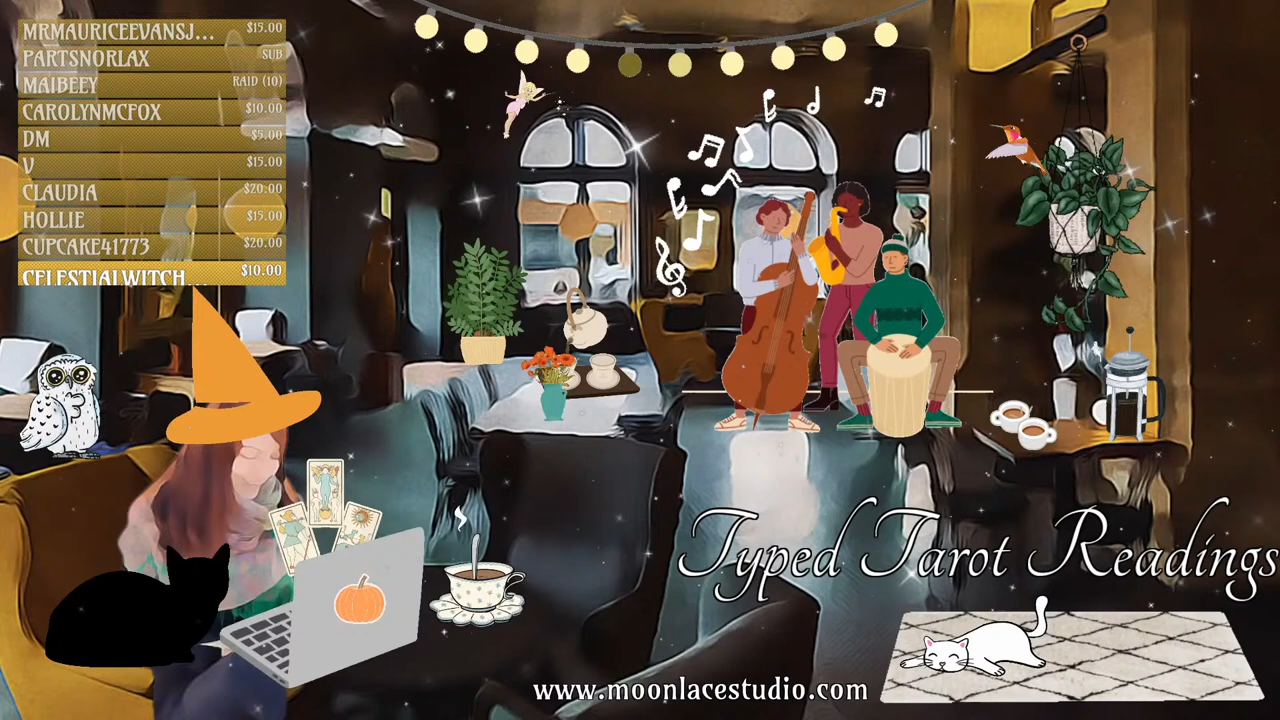 MRMAURICEEVANSJ... $15.00
PARTSNORLAX SUB
MAIBEEY RAID (10)
CAROLYNMCFOX $10.00
DM $5.00
V $15.00
CLAUDIA $20.00
HOLLIE $15.00
CUPCAKE41773 $20.00
CELESTIALWITCH... $10.00
Typed Tarot Readings
www.moonlacestudio.com